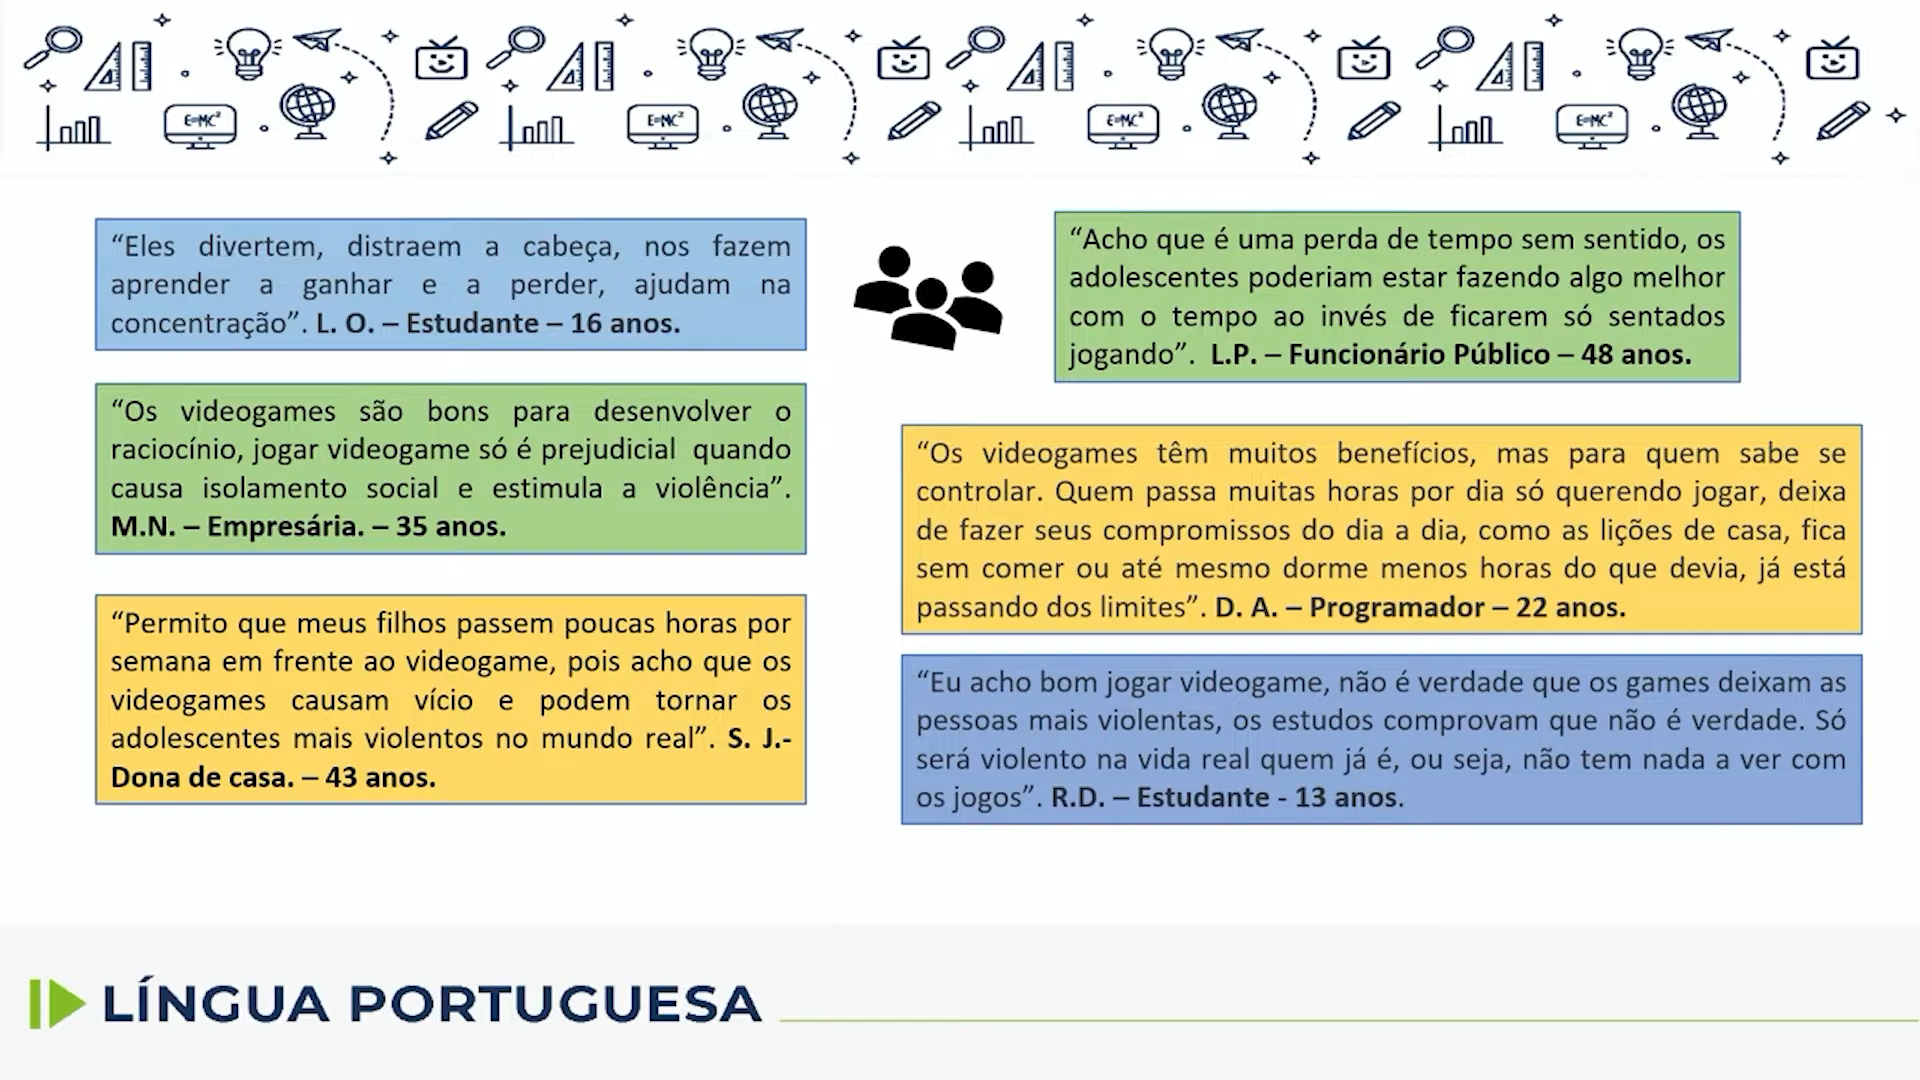 E=MC²
E=MC²
E=MC²
E=MC²
“Eles divertem, distraem a cabeça, nos fazem
aprender a ganhar e a perder, ajudam na
concentração”. L. O. – Estudante – 16 anos.
“Os videogames são bons para desenvolver o
raciocínio, jogar videogame só é prejudicial quando
causa isolamento social e estimula a violência”.
M.N. – Empresária. – 35 anos.
“Permito que meus filhos passem poucas horas por
semana em frente ao videogame, pois acho que os
videogames causam vício e podem tornar os
adolescentes mais violentos no mundo real”. S. J.-
Dona de casa. – 43 anos.
“Acho que é uma perda de tempo sem sentido, os
adolescentes poderiam estar fazendo algo melhor
com o tempo ao invés de ficarem só sentados
jogando”. L.P. – Funcionário Público – 48 anos.
“Os videogames têm muitos benefícios, mas para quem sabe se
controlar. Quem passa muitas horas por dia só querendo jogar, deixa
de fazer seus compromissos do dia a dia, como as lições de casa, fica
sem comer ou até mesmo dorme menos horas do que devia, já está
passando dos limites”. D. A. – Programador – 22 anos.
“Eu acho bom jogar videogame, não é verdade que os games deixam as
pessoas mais violentas, os estudos comprovam que não é verdade. Só
será violento na vida real quem já é, ou seja, não tem nada a ver com
os jogos”. R.D. – Estudante - 13 anos.
LÍNGUA PORTUGUESA